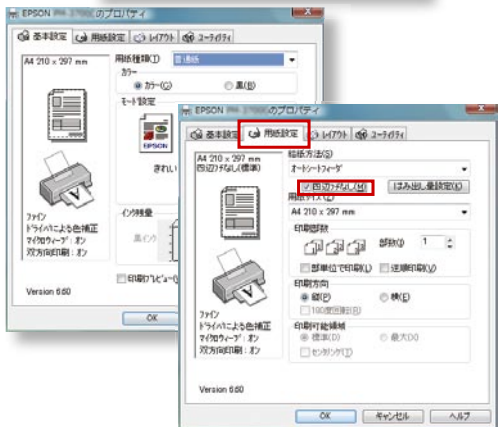 EPSON PM-3700Cのプロパティ
基本設定 用紙設定 レイアウト ユーティリティ
A4 210 x 297 mm
用紙種類(T) 普通紙
カラー
カラー(C) 黒(B)
モード設定
EPSON
きれい
インク残量
黒インク
ファイン
ドライバによる色補正
マイクロウィーブ：オン
双方向印刷：オン
印刷プレビュー
Version 6.60
OK
EPSON のプロパティ
基本設定 用紙設定 レイアウト ユーティリティ
A4 210 x 297 mm
四辺フチなし(標準)
給紙方法(S)
オートシートフィーダ
四辺フチなし(M) はみ出し量設定(K)
用紙サイズ(Z)
A4 210 x 297 mm
印刷部数
部数(I) 1
部単位で印刷(L) 逆順印刷(V)
印刷方向
縦(P) 横(E)
180度回転(R)
印刷可能領域
標準(D) 最大(X)
センタリング(T)
ファイン
ドライバによる色補正
マイクロウィーブ：オン
双方向印刷：オン
Version 6.60
OK キャンセル ヘルプ